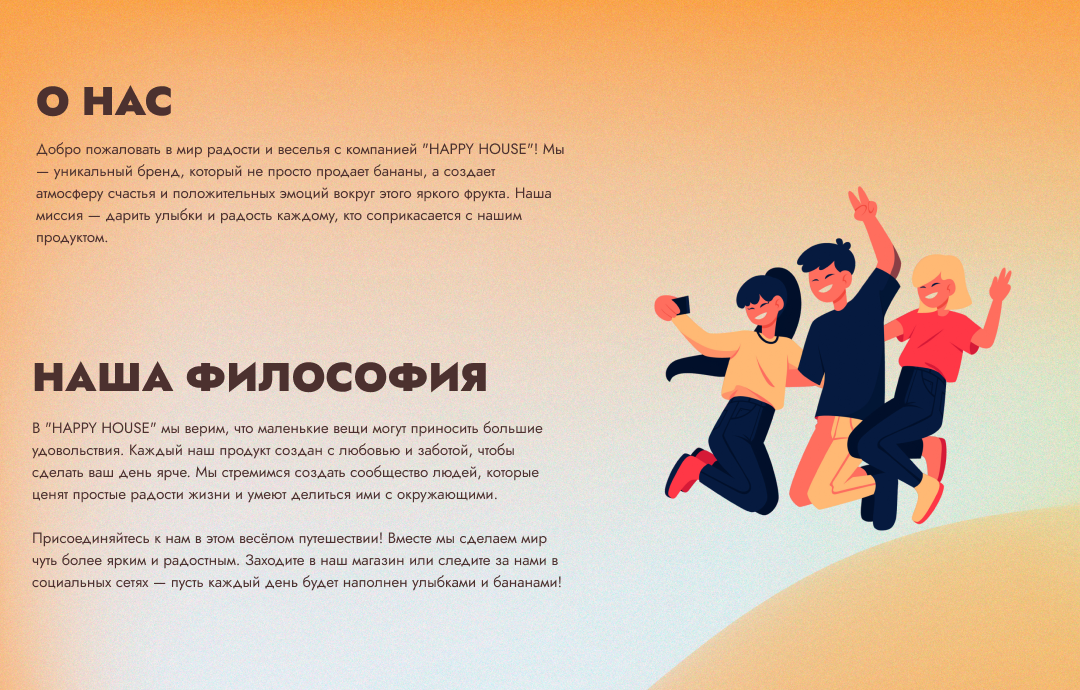 О НАС
Добро пожаловать в мир радости и веселья с компанией "HAPPY HOUSE"! Мы
— уникальный бренд, который не просто продает бананы, а создает
атмосферу счастья и положительных эмоций вокруг этого яркого фрукта. Наша
миссия — дарить улыбки и радость каждому, кто соприкасается с нашим
продуктом.
НАША ФИЛОСОФИЯ
В "HAPPY HOUSE" мы верим, что маленькие вещи могут приносить большие
удовольствия. Каждый наш продукт создан с любовью и заботой, чтобы
сделать ваш день ярче. Мы стремимся создать сообщество людей, которые
ценят простые радости жизни и умеют делиться ими с окружающими.
Присоединяйтесь к нам в этом весёлом путешествии! Вместе мы сделаем мир
чуть более ярким и радостным. Заходите в наш магазин или следите за нами в
социальных сетях — пусть каждый день будет наполнен улыбками и бананами!